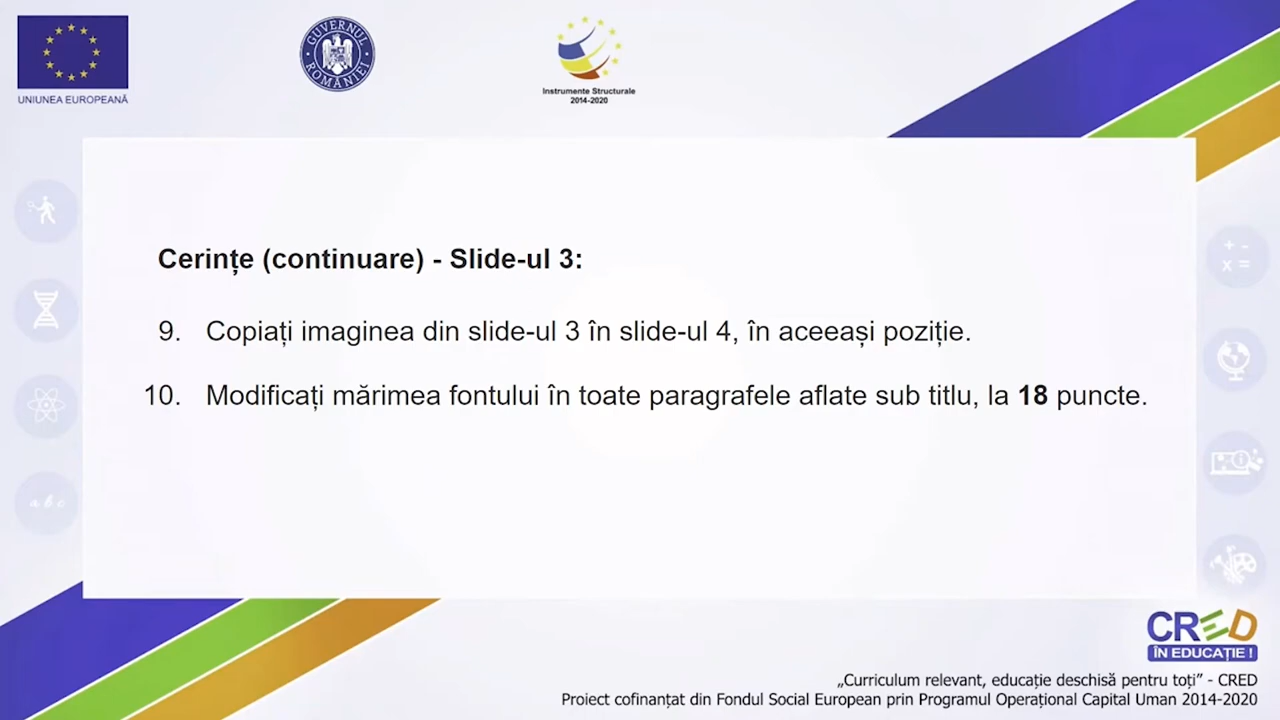 UNIUNEA EUROPEANĂ
GUVERNUL ROMÂNIEI
Instrumente Structurale
2014-2020
Cerințe (continuare) - Slide-ul 3:
9. Copiați imaginea din slide-ul 3 în slide-ul 4, în aceeași poziție.
10. Modificați mărimea fontului în toate paragrafele aflate sub titlu, la 18 puncte.
+ -
x =
a b c
CRED
ÎN EDUCAȚIE !
„Curriculum relevant, educație deschisă pentru toți” - CRED
Proiect cofinanțat din Fondul Social European prin Programul Operațional Capital Uman 2014-2020